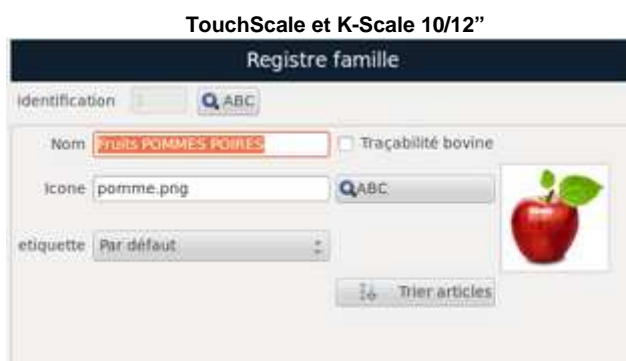 TouchScale et K-Scale 10/12”
Registre famille
identification
ABC
Nom Fruits POMMES POIRES Traçabilité bovine
Icone pomme.png ABC
etiquette Par défaut
Trier articles